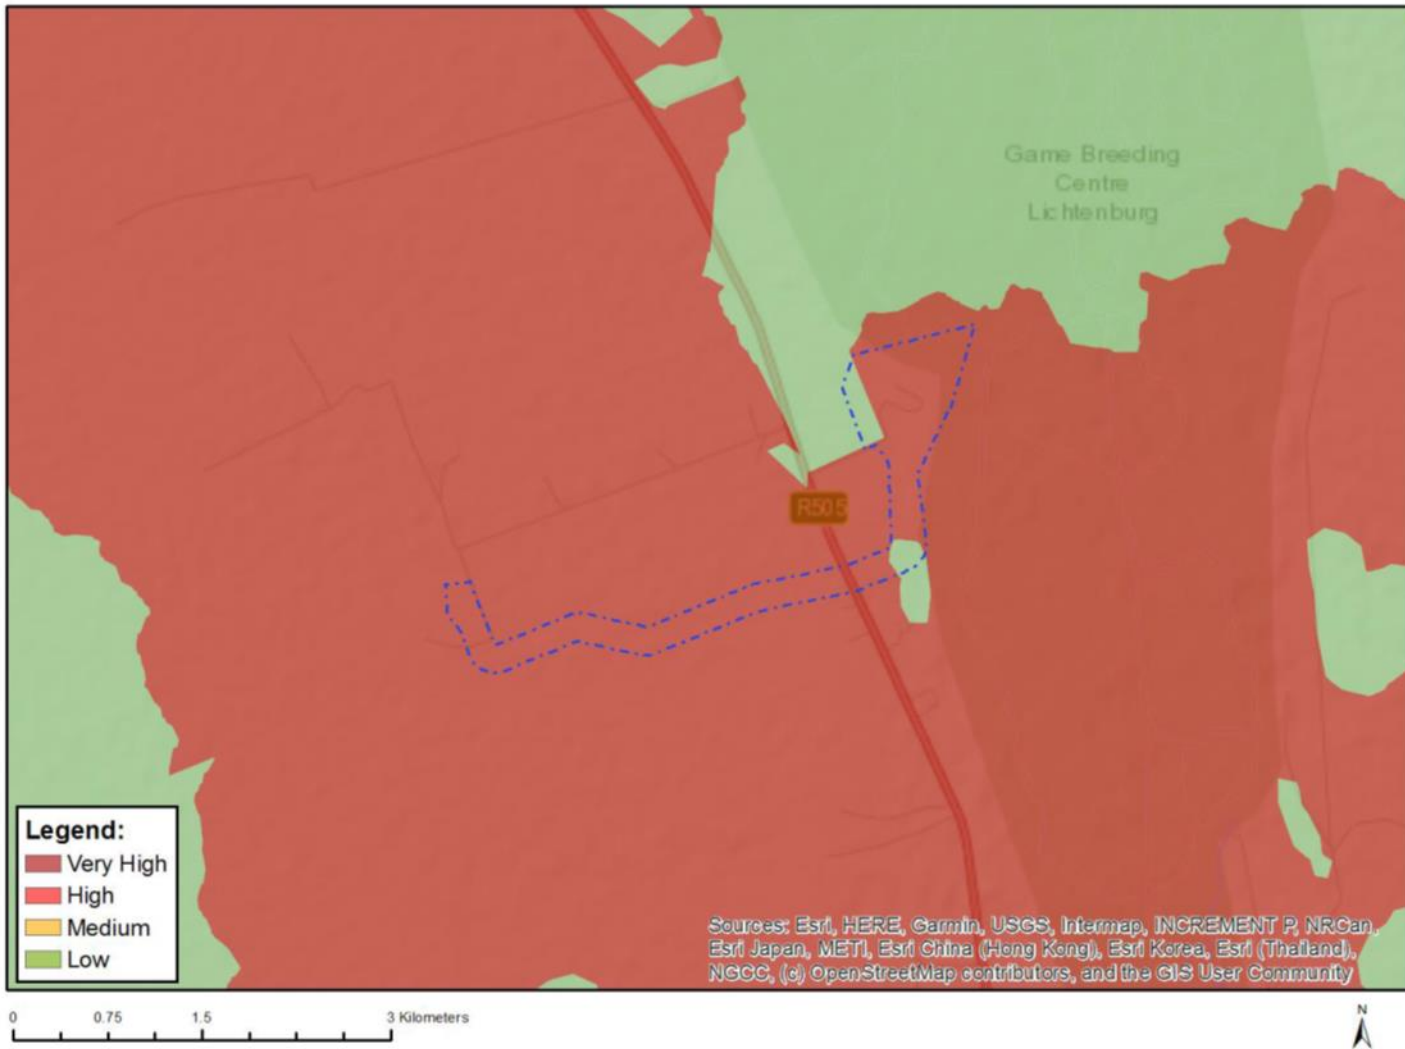 Game Breeding
Centre
Lichtenburg
R505
Legend:
Very High
High
Medium
Low
Sources: Esri, HERE, Garmin, USGS, Intermap, INCREMENT P, NRCan,
Esri Japan, METI, Esri China (Hong Kong), Esri Korea, Esri (Thailand),
NGCC, (c) OpenStreetMap contributors, and the GIS User Community
0 0.75 1.5 3 Kilometers
N